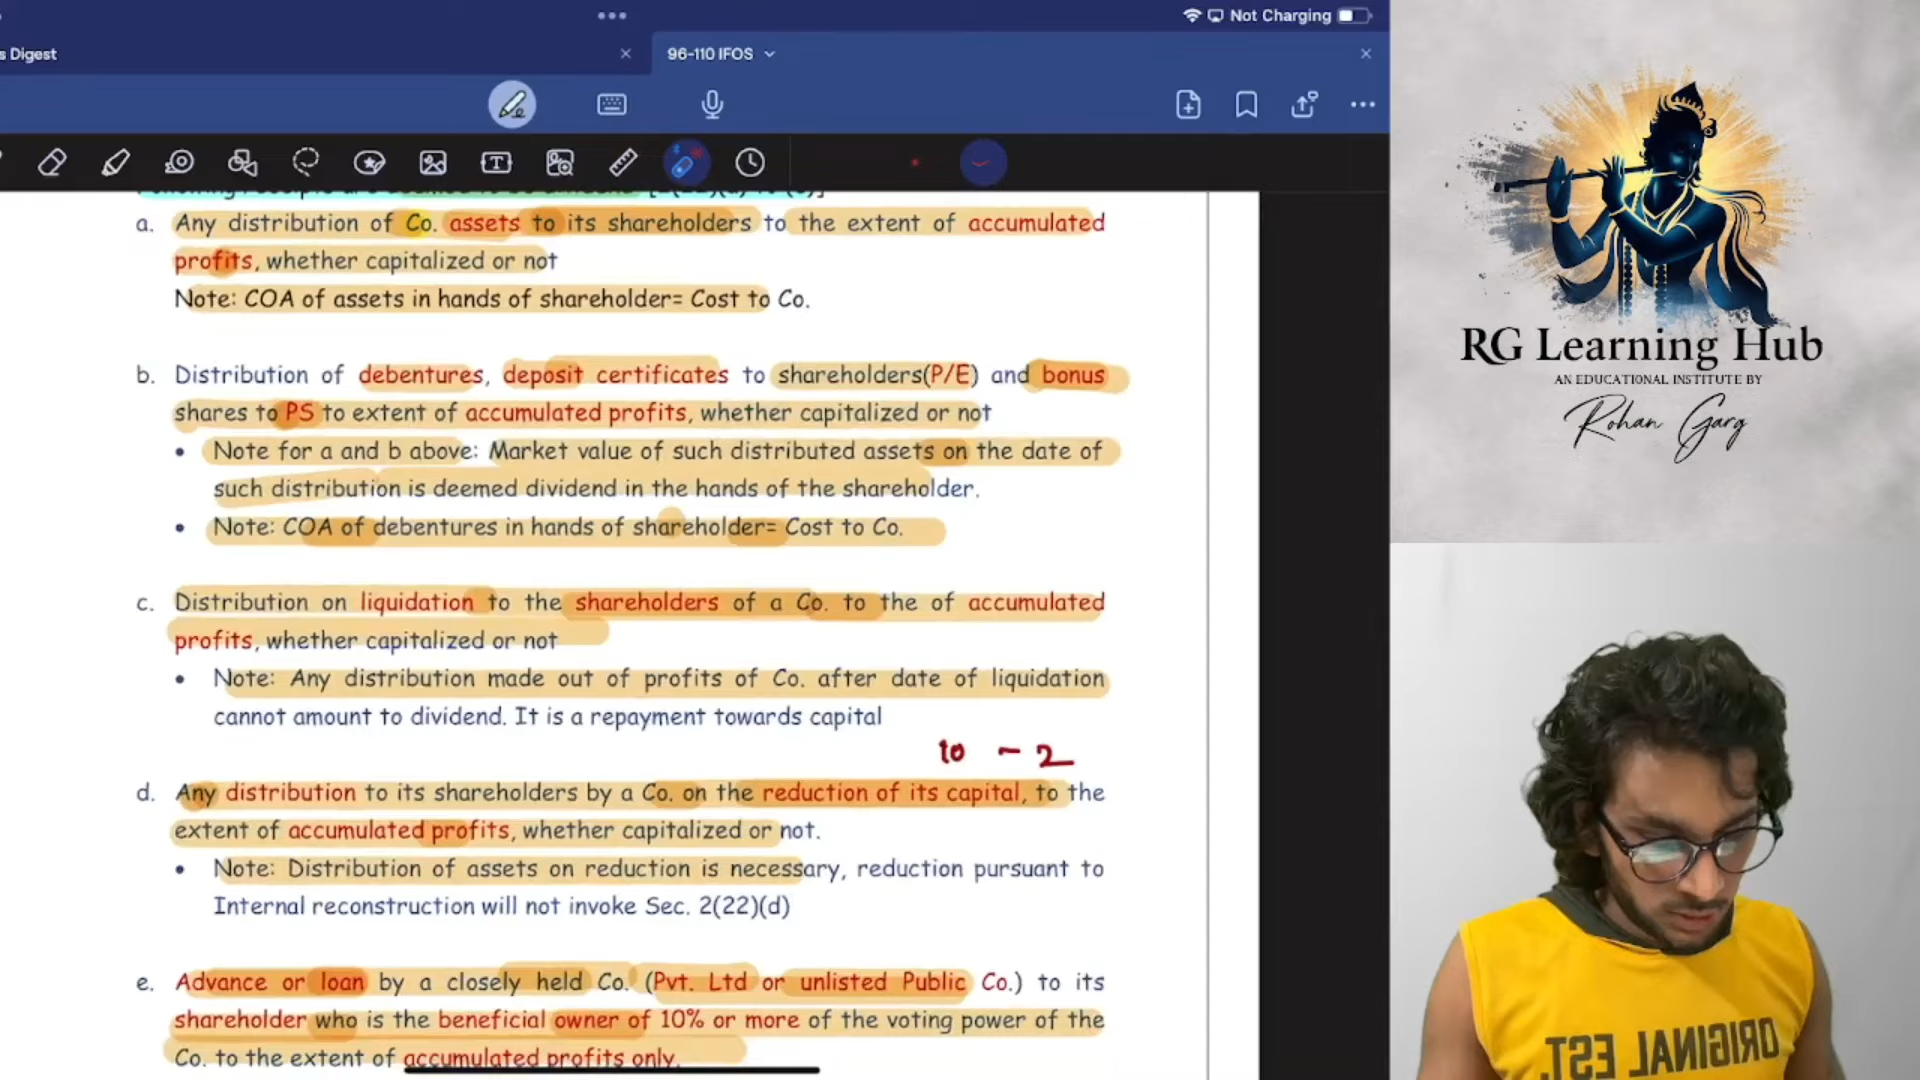 Not Charging
s Digest
96-110 IFOS
a. Any distribution of Co. assets to its shareholders to the extent of accumulated
profits, whether capitalized or not
Note: COA of assets in hands of shareholder= Cost to Co.
b. Distribution of debentures, deposit certificates to shareholders(P/E) and bonus
shares to PS to extent of accumulated profits, whether capitalized or not
• Note for a and b above: Market value of such distributed assets on the date of
such distribution is deemed dividend in the hands of the shareholder.
• Note: COA of debentures in hands of shareholder= Cost to Co.
c. Distribution on liquidation to the shareholders of a Co. to the of accumulated
profits, whether capitalized or not
• Note: Any distribution made out of profits of Co. after date of liquidation
cannot amount to dividend. It is a repayment towards capital
10 - 2
d. Any distribution to its shareholders by a Co. on the reduction of its capital, to the
extent of accumulated profits, whether capitalized or not.
• Note: Distribution of assets on reduction is necessary, reduction pursuant to
Internal reconstruction will not invoke Sec. 2(22)(d)
e. Advance or loan by a closely held Co. (Pvt. Ltd or unlisted Public Co.) to its
shareholder who is the beneficial owner of 10% or more of the voting power of the
Co. to the extent of accumulated profits only.
RG Learning Hub
AN EDUCATIONAL INSTITUTE BY
Rohan Garg
ORIGINAL EST.